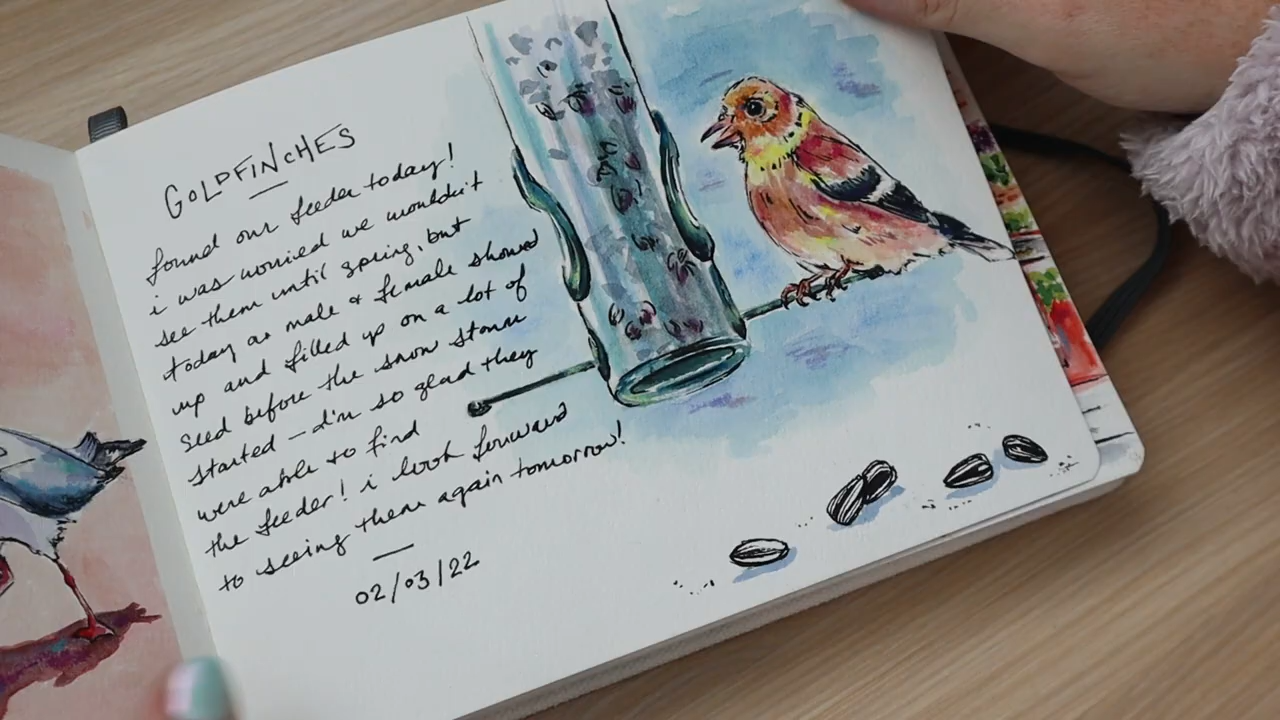 GOLDFINCHES
found our feeder today!
i was worried we wouldn't
see them until spring, but
today a male & female showed
up and filled up on a lot of
seed before the snow storm
started - i'm so glad they
were able to find
the feeder! i look forward
to seeing them again tomorrow!
02/03/22